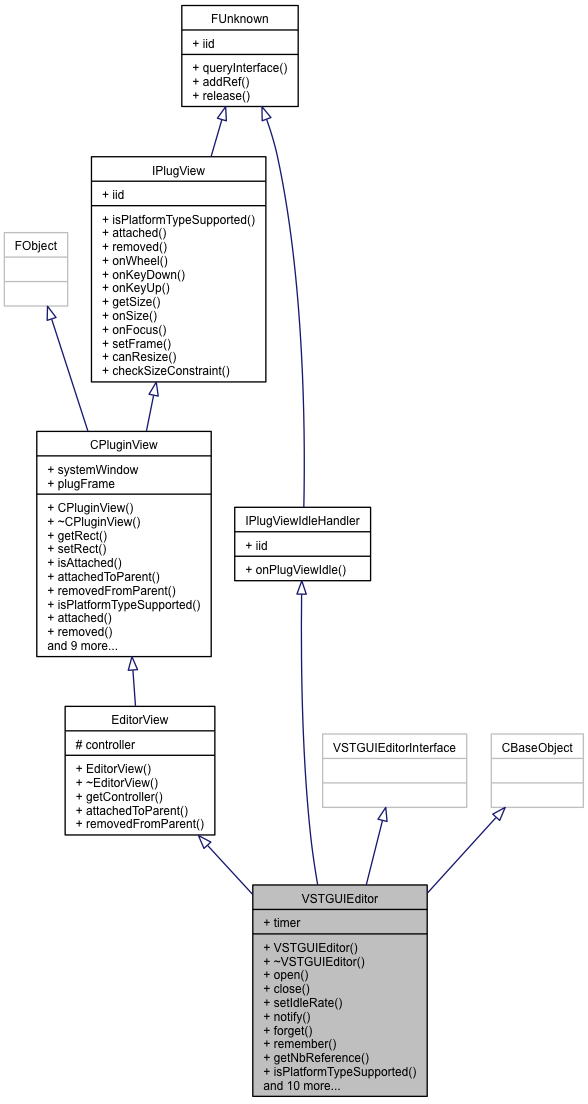 FUnknown
+ iid
+ queryInterface()
+ addRef()
+ release()
IPlugView
+ iid
+ isPlatformTypeSupported()
+ attached()
+ removed()
+ onWheel()
+ onKeyDown()
+ onKeyUp()
+ getSize()
+ onSize()
+ onFocus()
+ setFrame()
+ canResize()
+ checkSizeConstraint()
FObject
CPluginView
+ systemWindow
+ plugFrame
+ CPluginView()
+ ~CPluginView()
+ getRect()
+ setRect()
+ isAttached()
+ attachedToParent()
+ removedFromParent()
+ isPlatformTypeSupported()
+ attached()
+ removed()
and 9 more...
IPlugViewIdleHandler
+ iid
+ onPlugViewIdle()
EditorView
# controller
+ EditorView()
+ ~EditorView()
+ getController()
+ attachedToParent()
+ removedFromParent()
VSTGUIEditorInterface
CBaseObject
VSTGUIEditor
+ timer
+ VSTGUIEditor()
+ ~VSTGUIEditor()
+ open()
+ close()
+ setIdleRate()
+ notify()
+ forget()
+ remember()
+ getNbReference()
+ isPlatformTypeSupported()
and 10 more...